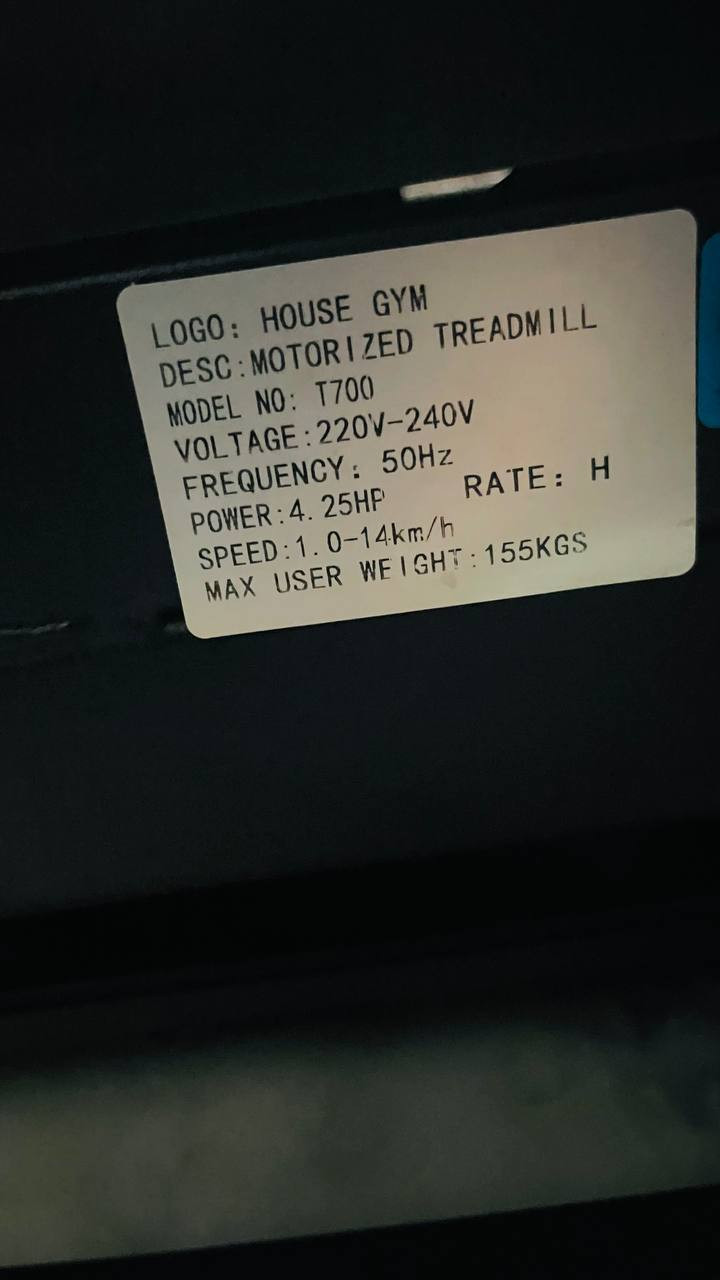 LOGO: HOUSE GYM
DESC:MOTORIZED TREADMILL
MODEL NO: T700
VOLTAGE:220V-240V
FREQUENCY: 50Hz
POWER:4.25HP RATE: H
SPEED:1.0-14km/h
MAX USER WEIGHT:155KGS